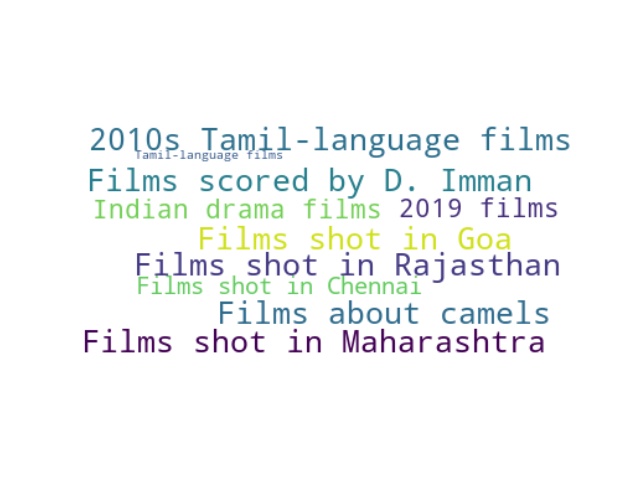 2010s Tamil-language films
Tamil-language films
Films scored by D. Imman
Indian drama films 2019 films
Films shot in Goa
Films shot in Rajasthan
Films shot in Chennai
Films about camels
Films shot in Maharashtra